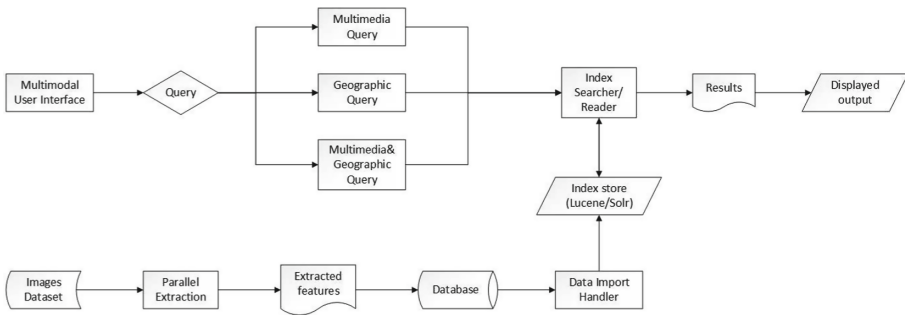 Multimedia
Query
Multimodal
User Interface
Query
Geographic
Query
Index
Searcher/
Reader
Results
Displayed
output
Multimedia&
Geographic
Query
Index store
(Lucene/Solr)
Images
Dataset
Parallel
Extraction
Extracted
features
Database
Data Import
Handler